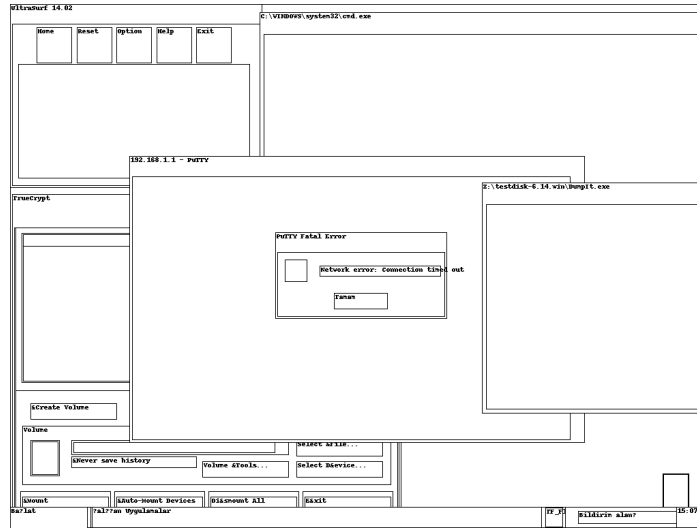 UltraSurf 14.02
Home Reset Option Help Exit
C:\WINDOWS\system32\cmd.exe
192.168.1.1 - PuTTY
Z:\testdisk-6.14.win\DumpIt.exe
TrueCrypt
PuTTY Fatal Error
Network error: Connection timed out
Tamam
&Create Volume
Volume
Select &File...
&Never save history
Volume &Tools...
Select D&evice...
&Mount &Auto-Mount Devices Di&smount All E&xit
Ba?lat ?al??an Uygulamalar Bildirim alan? 15:07